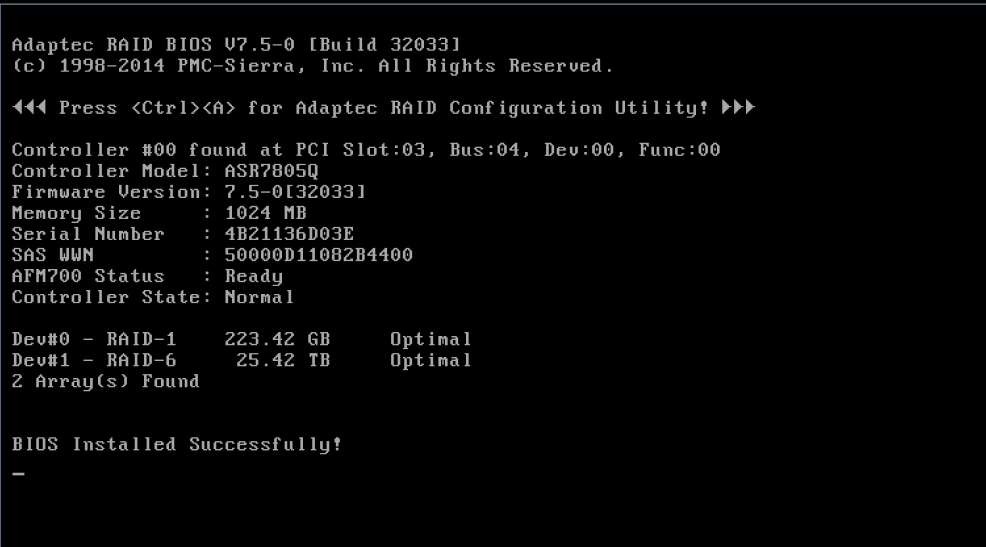 Adaptec RAID BIOS V7.5-0 [Build 32033]
(c) 1998-2014 PMC-Sierra, Inc. All Rights Reserved.
◄◄◄ Press <Ctrl><A> for Adaptec RAID Configuration Utility! ►►►
Controller #00 found at PCI Slot:03, Bus:04, Dev:00, Func:00
Controller Model: ASR7805Q
Firmware Version: 7.5-0[32033]
Memory Size     : 1024 MB
Serial Number   : 4B21136D03E
SAS WWN         : 50000D11082B4400
AFM700 Status   : Ready
Controller State: Normal
Dev#0 - RAID-1    223.42 GB     Optimal
Dev#1 - RAID-6     25.42 TB     Optimal
2 Array(s) Found
BIOS Installed Successfully!
_